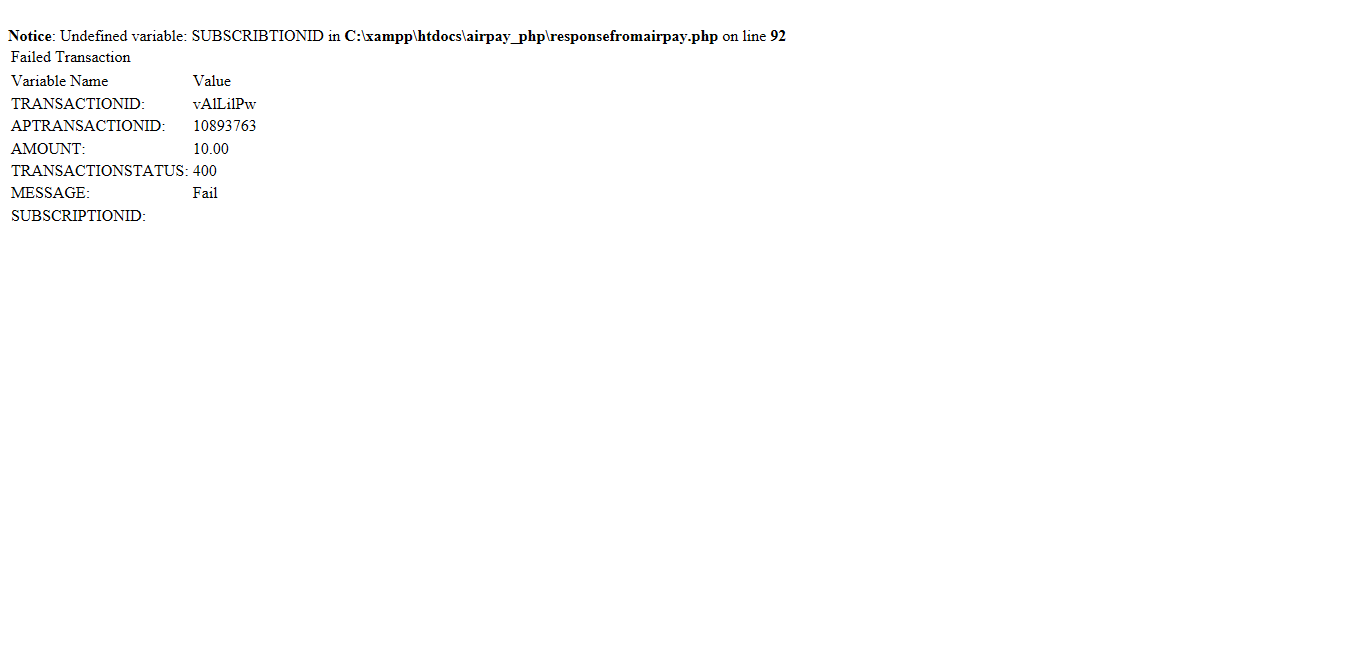 Notice: Undefined variable: SUBSCRIBTIONID in C:\xampp\htdocs\airpay_php\responsefromairpay.php on line 92
Failed Transaction
Variable Name Value
TRANSACTIONID: vAlLilPw
APTRANSACTIONID: 10893763
AMOUNT: 10.00
TRANSACTIONSTATUS: 400
MESSAGE: Fail
SUBSCRIPTIONID: